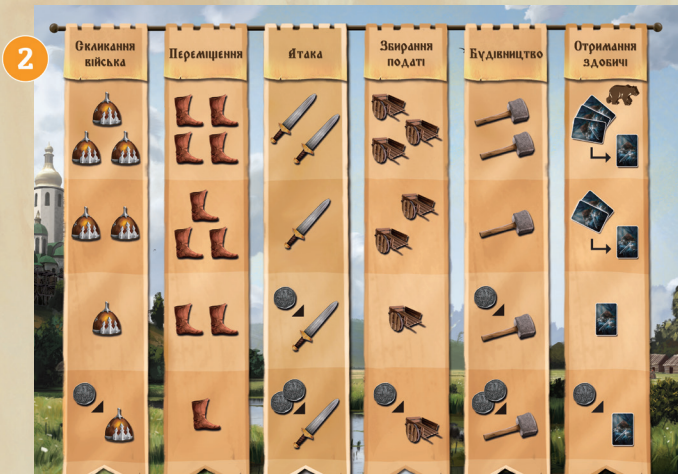 2
Скликання
війська
Переміщення
Атака
Збирання
податі
Будівництво
Отримання
здобичі